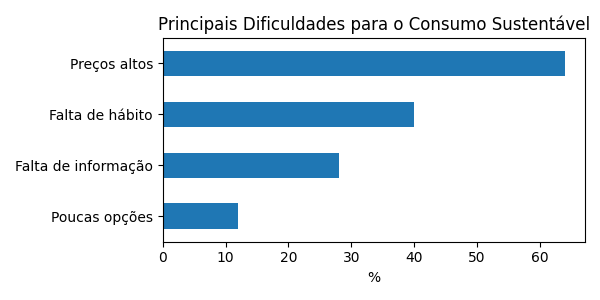 Principais Dificuldades para o Consumo Sustentável
Preços altos
Falta de hábito
Falta de informação
Poucas opções
0 10 20 30 40 50 60
%